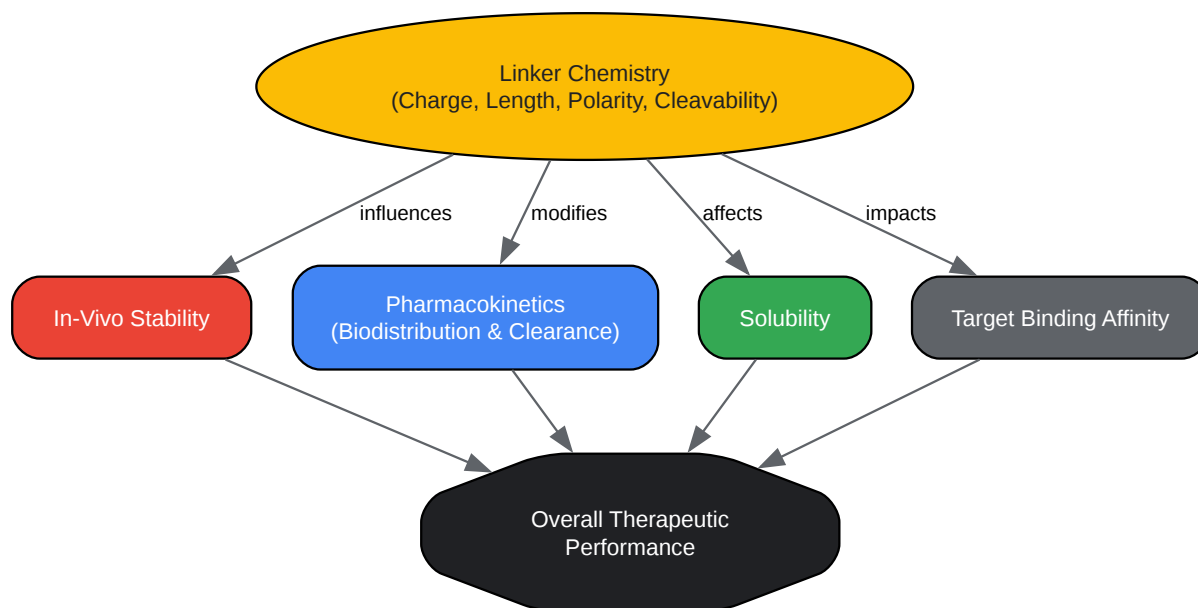 Linker Chemistry
(Charge, Length, Polarity, Cleavability)
influences
modifies
affects
impacts
In-Vivo Stability
Pharmacokinetics
(Biodistribution & Clearance)
Solubility
Target Binding Affinity
Overall Therapeutic
Performance